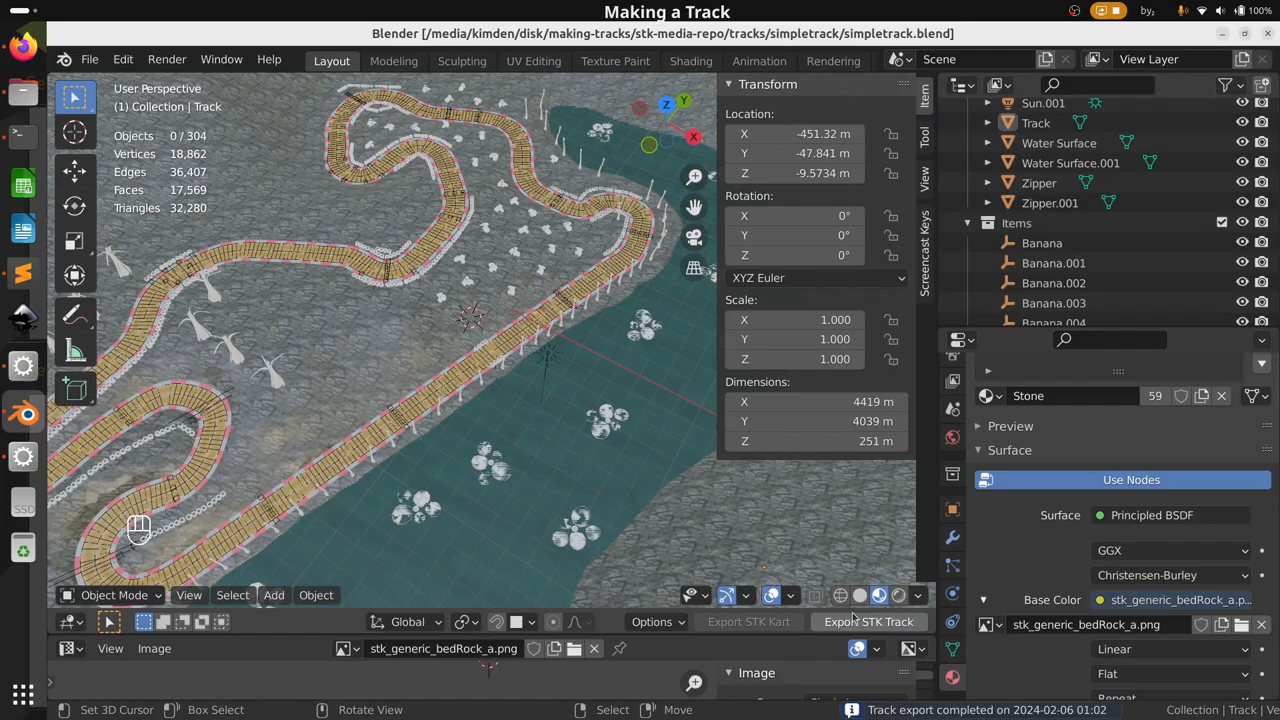 Making a Track
by₂
100%
Blender [/media/kimden/disk/making-tracks/stk-media-repo/tracks/simpletrack/simpletrack.blend]
File Edit Render Window Help
Layout Modeling Sculpting UV Editing Texture Paint Shading Animation Rendering
Scene
View Layer
User Perspective
(1) Collection | Track
Objects 0 / 304
Vertices 18,862
Edges 36,407
Faces 17,569
Triangles 32,280
Z
Y
X
Transform
Location:
X -451.32 m
Y -47.841 m
Z -9.5734 m
Rotation:
X 0°
Y 0°
Z 0°
XYZ Euler
Scale:
X 1.000
Y 1.000
Z 1.000
Dimensions:
X 4419 m
Y 4039 m
Z 251 m
Item
Tool
View
Screencast Keys
Sun.001
Track
Water Surface
Water Surface.001
Zipper
Zipper.001
Items
Banana
Banana.001
Banana.002
Banana.003
Banana.004
Stone 59
Preview
Surface
Use Nodes
Surface Principled BSDF
GGX
Christensen-Burley
Base Color stk_generic_bedRock_a.p...
stk_generic_bedRock_a.png
Linear
Flat
Repeat
SSD
Object Mode View Select Add Object
Global
Options
Export STK Kart
Export STK Track
View Image
stk_generic_bedRock_a.png
Image
Set 3D Cursor Box Select Rotate View Select Move
Track export completed on 2024-02-06 01:02
Collection | Track | Ve